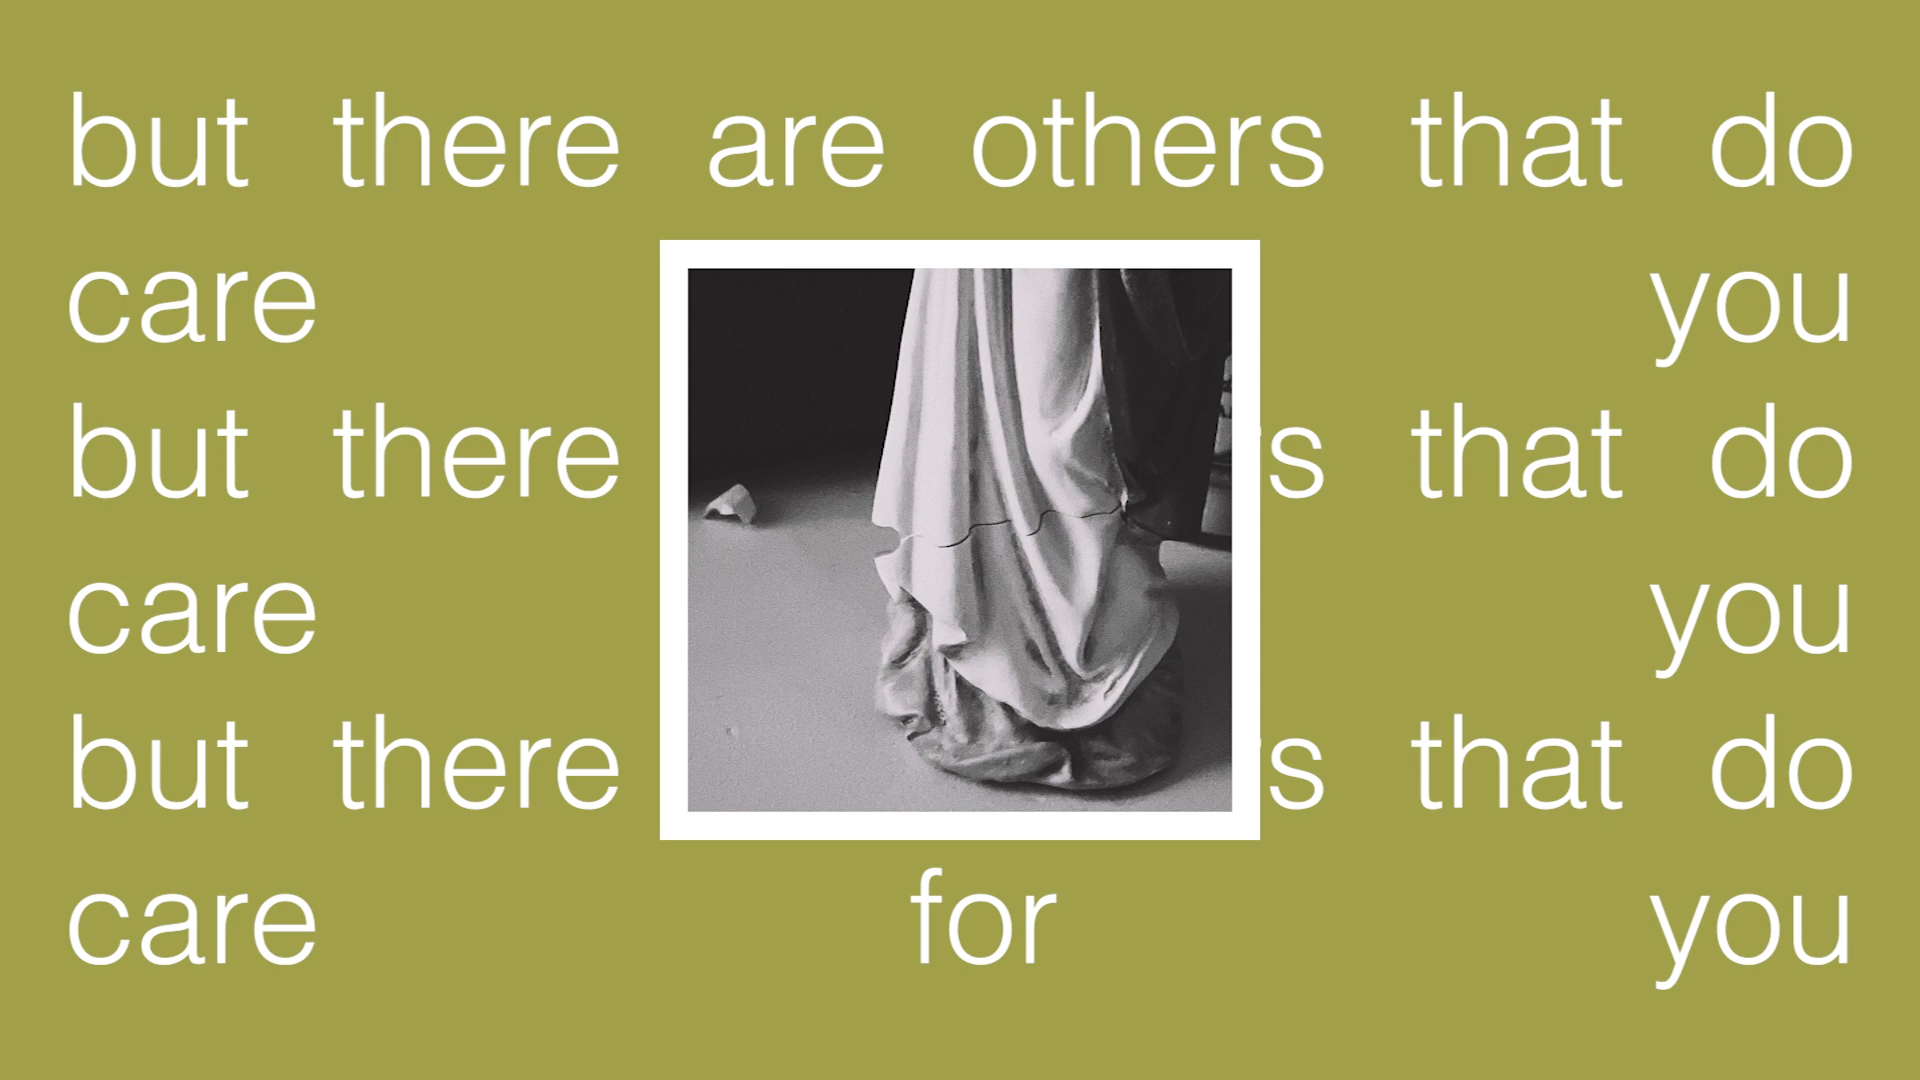 but there are others that do
care you
but there s that do
care you
but there s that do
care for you